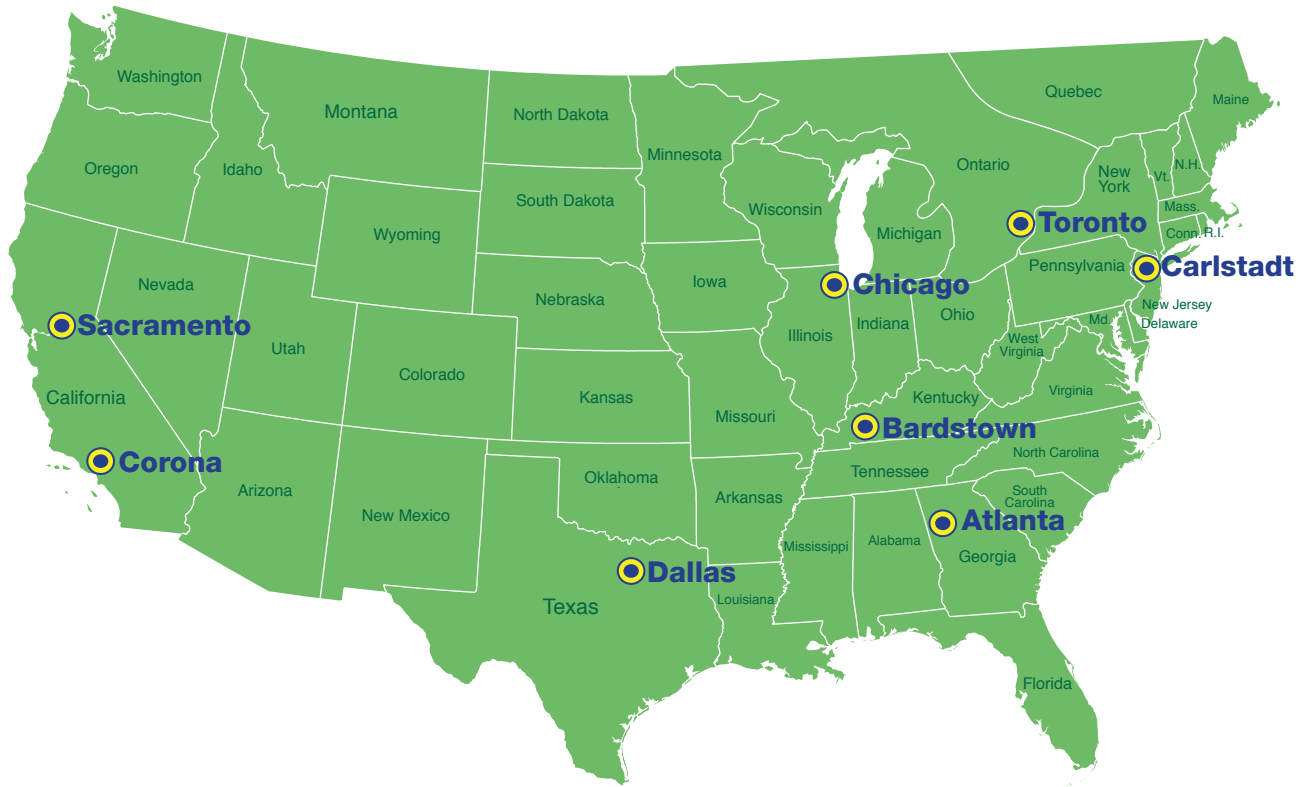 Washington
Montana
North Dakota
Minnesota
Quebec
Maine
Oregon
Idaho
Ontario
New
York
Vt.
N.H.
South Dakota
Wisconsin
Mass.
Wyoming
Michigan
Toronto
Conn.
R.I.
Nevada
Nebraska
Iowa
Chicago
Pennsylvania
Carlstadt
Sacramento
Utah
Illinois
Indiana
Ohio
Md.
New Jersey
Delaware
West
Virginia
California
Colorado
Kansas
Missouri
Kentucky
Virginia
Bardstown
Corona
Arizona
New Mexico
Oklahoma
Arkansas
Tennessee
North Carolina
South
Carolina
Atlanta
Mississippi
Alabama
Georgia
Dallas
Texas
Louisiana
Florida